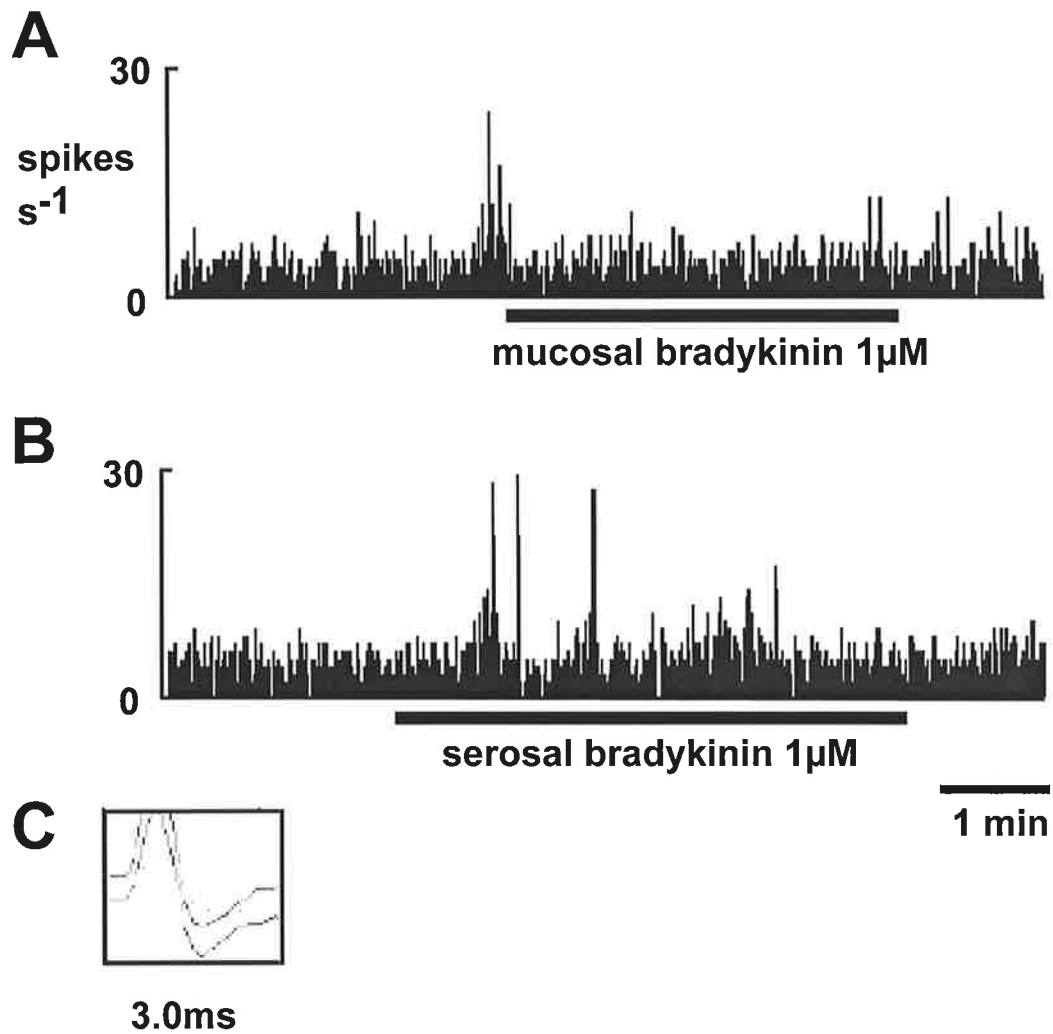 A
30
spikes
s-1
0
mucosal bradykinin 1µM
B
30
0
serosal bradykinin 1µM
1 min
C
3.0ms